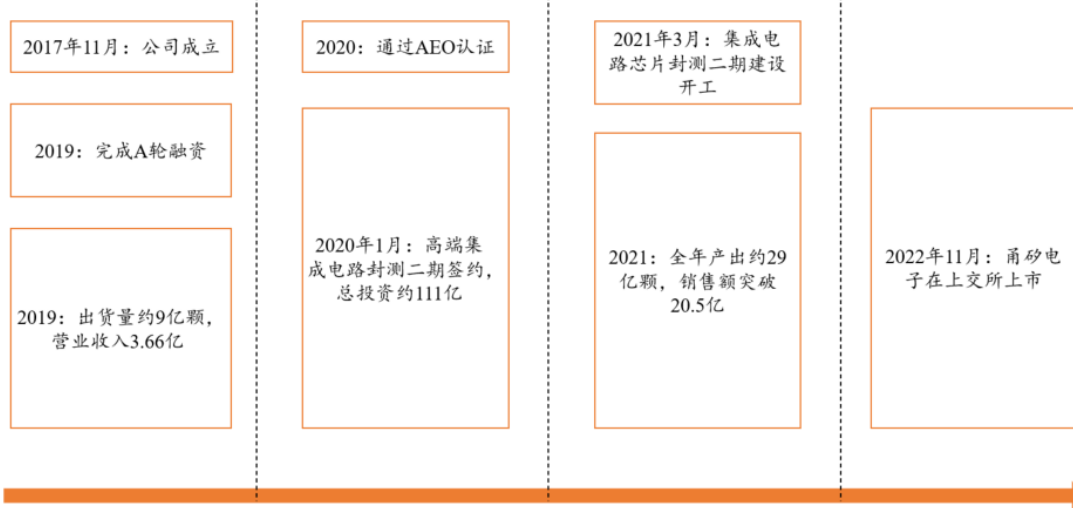 2017年11月：公司成立
2019：完成A轮融资
2019：出货量约9亿颗，
营业收入3.66亿
2020：通过AEO认证
2020年1月：高端集
成电路封测二期签约，
总投资约111亿
2021年3月：集成电
路芯片封测二期建设
开工
2021：全年产出约29
亿颗，销售额突破
20.5亿
2022年11月：甬矽电
子在上交所上市